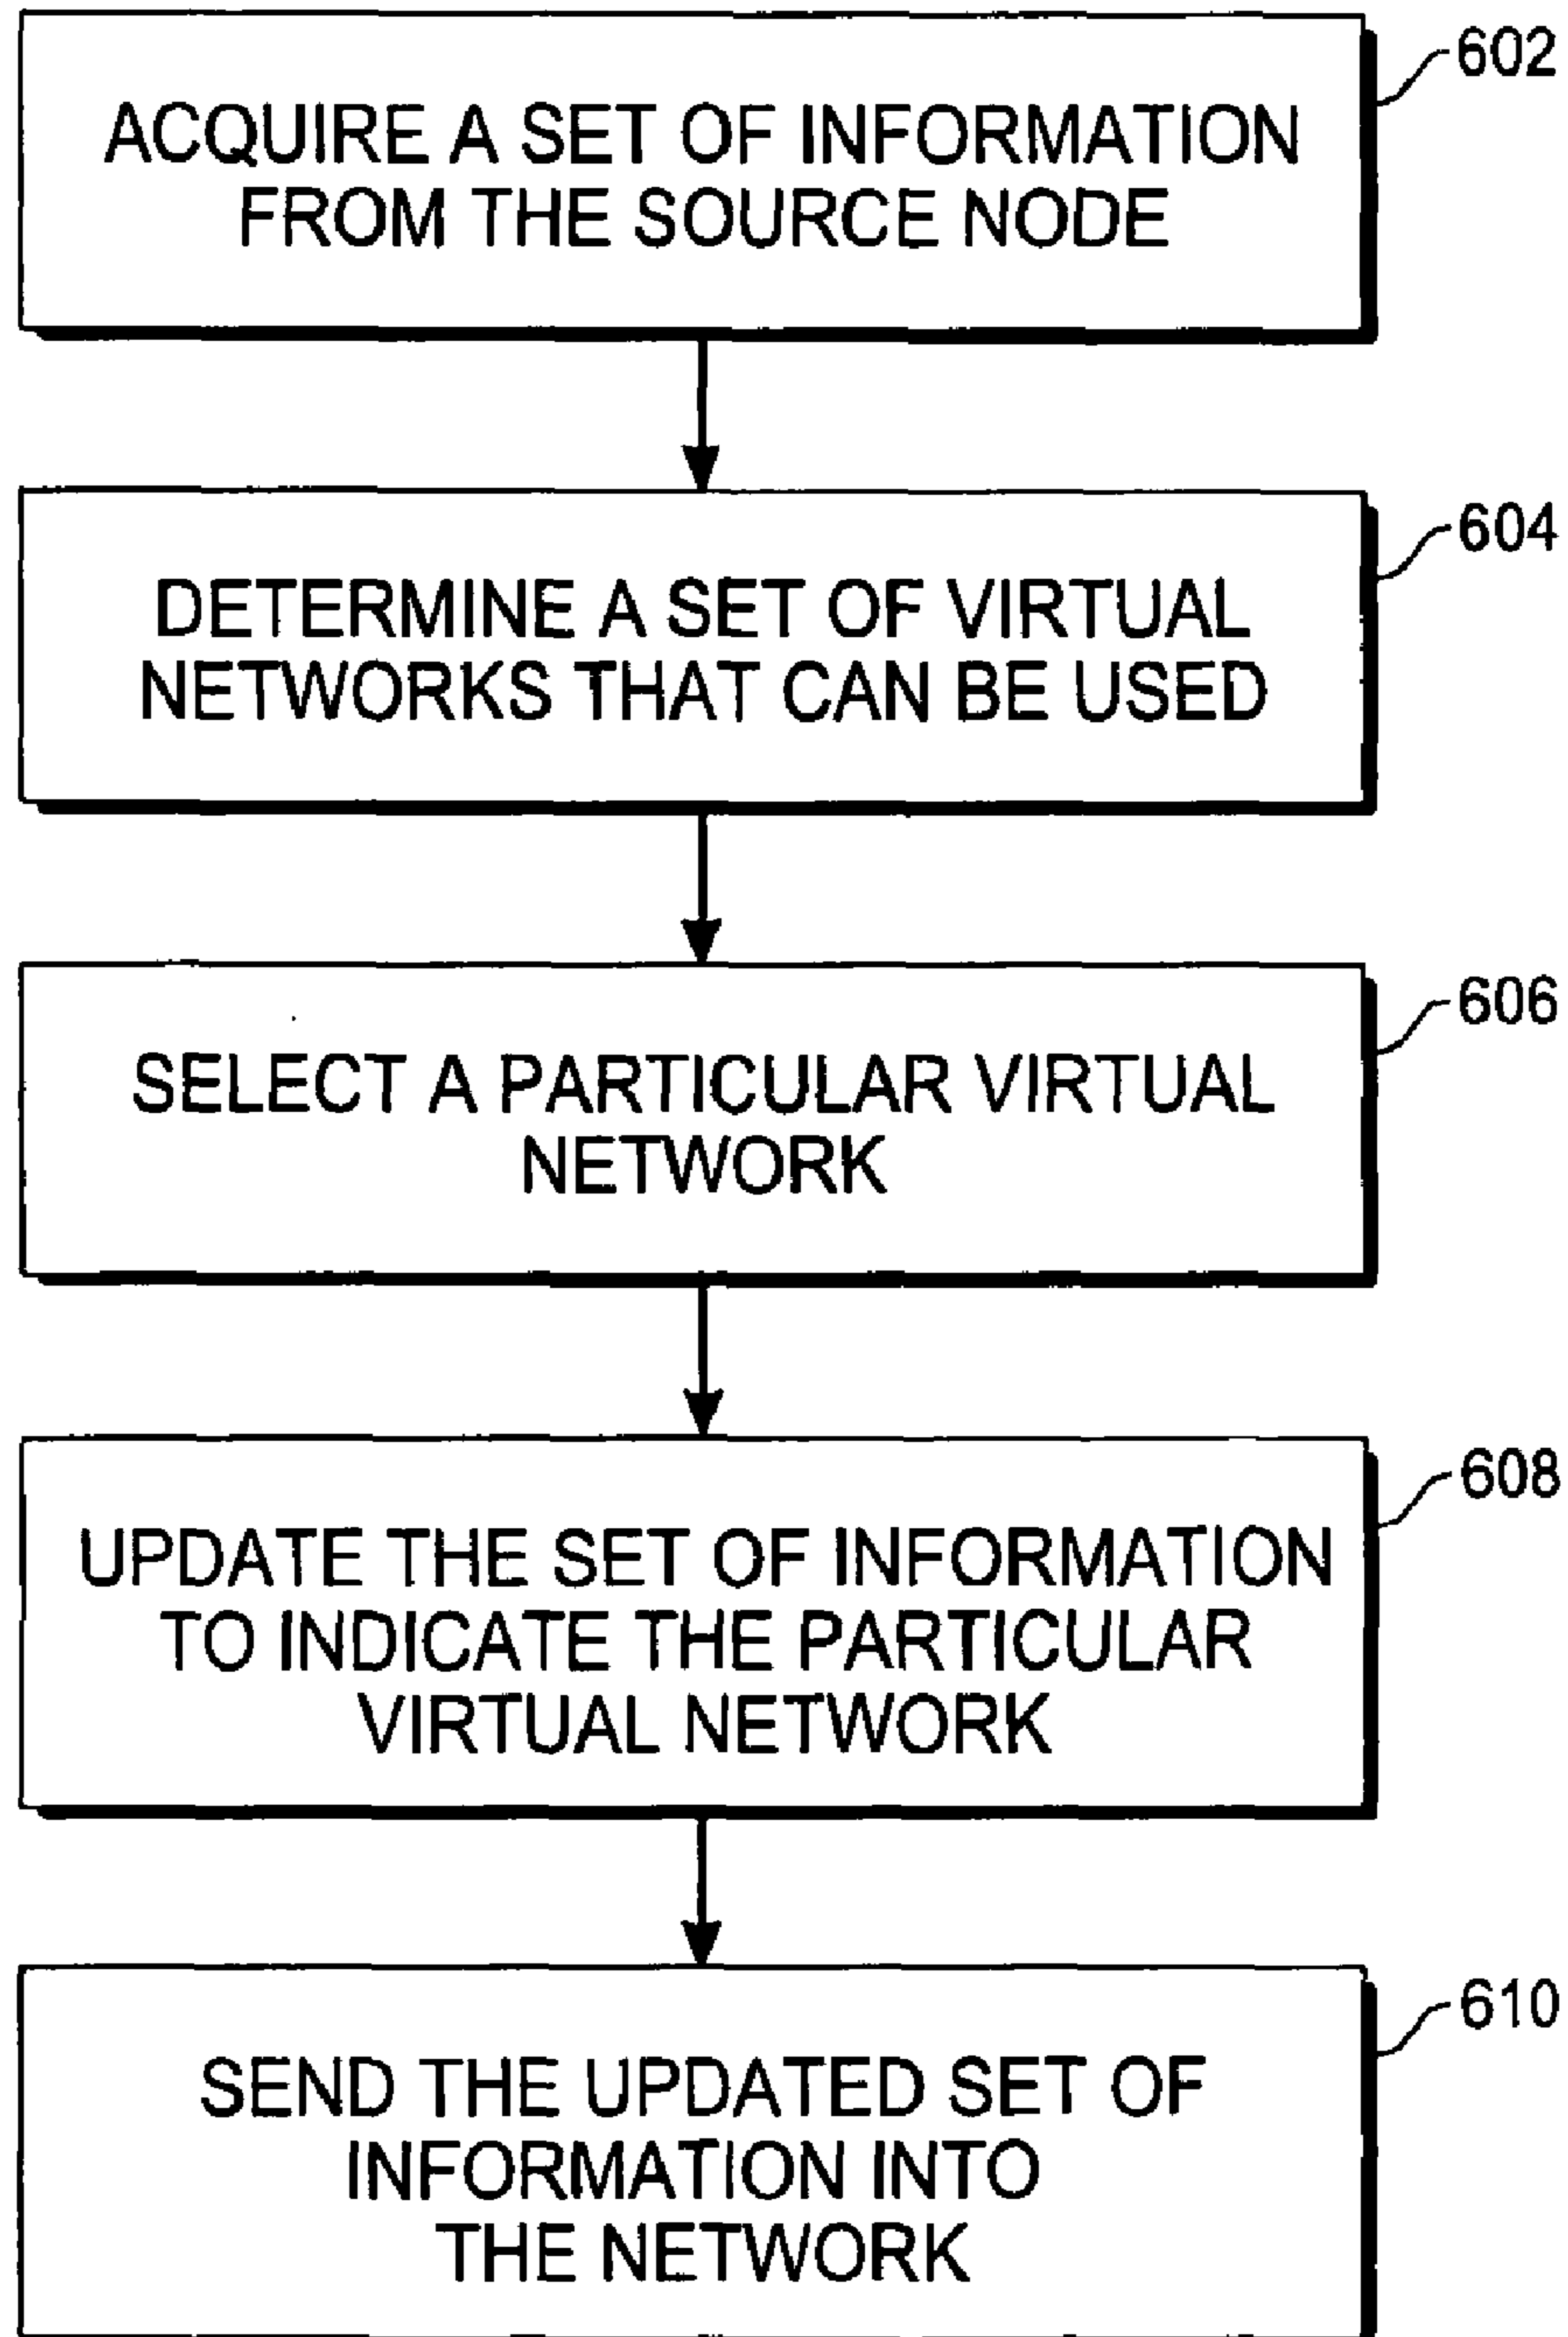 602
ACQUIRE A SET OF INFORMATION
FROM THE SOURCE NODE
604
DETERMINE A SET OF VIRTUAL
NETWORKS THAT CAN BE USED
606
SELECT A PARTICULAR VIRTUAL
NETWORK
608
UPDATE THE SET OF INFORMATION
TO INDICATE THE PARTICULAR
VIRTUAL NETWORK
610
SEND THE UPDATED SET OF
INFORMATION INTO
THE NETWORK